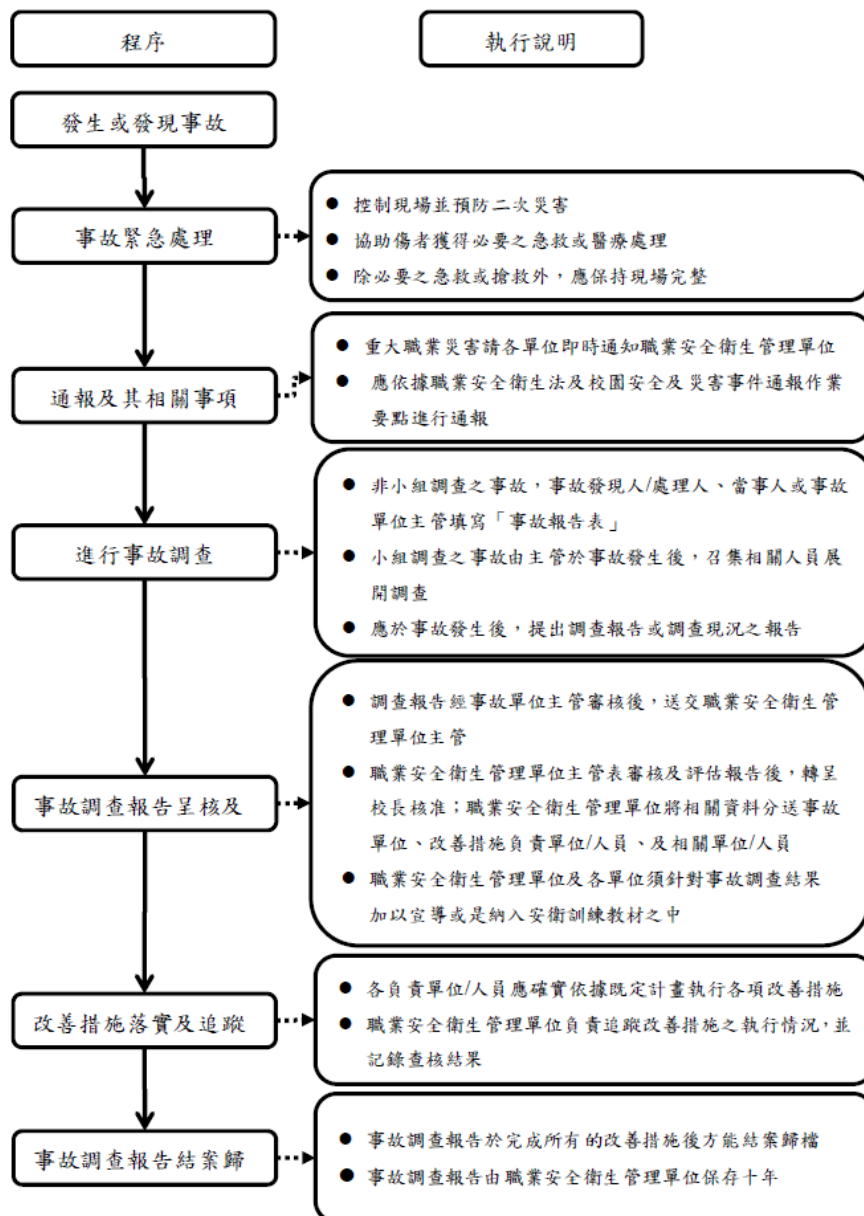 程序
執行說明
發生或發現事故
事故緊急處理
● 控制現場並預防二次災害
● 協助傷者獲得必要之急救或醫療處理
● 除必要之急救或搶救外，應保持現場完整
通報及其相關事項
● 重大職業災害請各單位即時通知職業安全衛生管理單位
● 應依據職業安全衛生法及校園安全及災害事件通報作業
要點進行通報
進行事故調查
● 非小組調查之事故，事故發現人/處理人、當事人或事故
單位主管填寫「事故報告表」
● 小組調查之事故由主管於事故發生後，召集相關人員展
開調查
● 應於事故發生後，提出調查報告或調查現況之報告
事故調查報告呈核及
● 調查報告經事故單位主管審核後，送交職業安全衛生管
理單位主管
● 職業安全衛生管理單位主管表審核及評估報告後，轉呈
校長核准；職業安全衛生管理單位將相關資料分送事故
單位、改善措施負責單位/人員、及相關單位/人員
● 職業安全衛生管理單位及各單位須針對事故調查結果
加以宣導或是納入安衛訓練教材之中
改善措施落實及追蹤
● 各負責單位/人員應確實依據既定計畫執行各項改善措施
● 職業安全衛生管理單位負責追蹤改善措施之執行情況，並
記錄查核結果
事故調查報告結案歸
● 事故調查報告於完成所有的改善措施後方能結案歸檔
● 事故調查報告由職業安全衛生管理單位保存十年